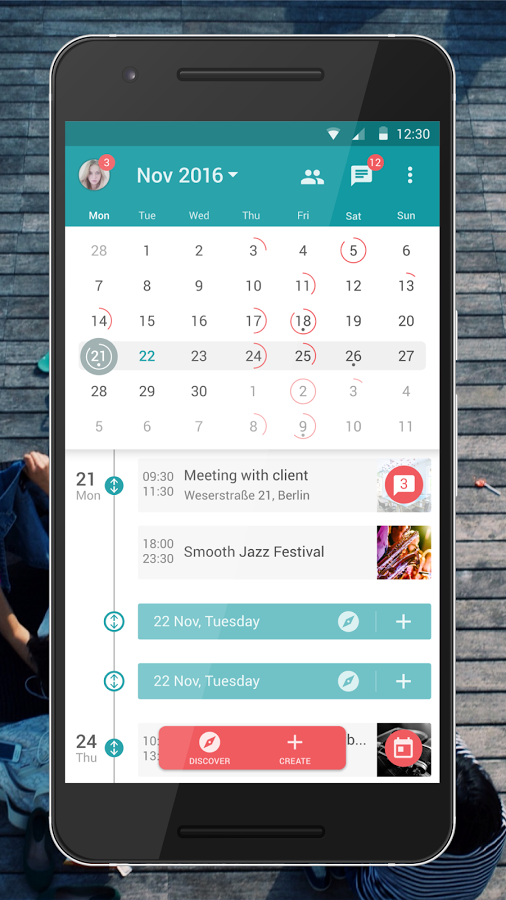 12:30
3
Nov 2016
12
Mon Tue Wed Thu Fri Sat Sun
28 1 2 3 4 5 6
7 8 9 10 11 12 13
14 15 16 17 18 19 20
21 22 23 24 25 26 27
28 29 30 1 2 3 4
5 6 7 8 9 10 11
21
Mon
09:30
11:30
Meeting with client
Weserstraße 21, Berlin
3
18:00
23:30
Smooth Jazz Festival
22 Nov, Tuesday
22 Nov, Tuesday
24
Thu
10:
13:
b...
DISCOVER
CREATE